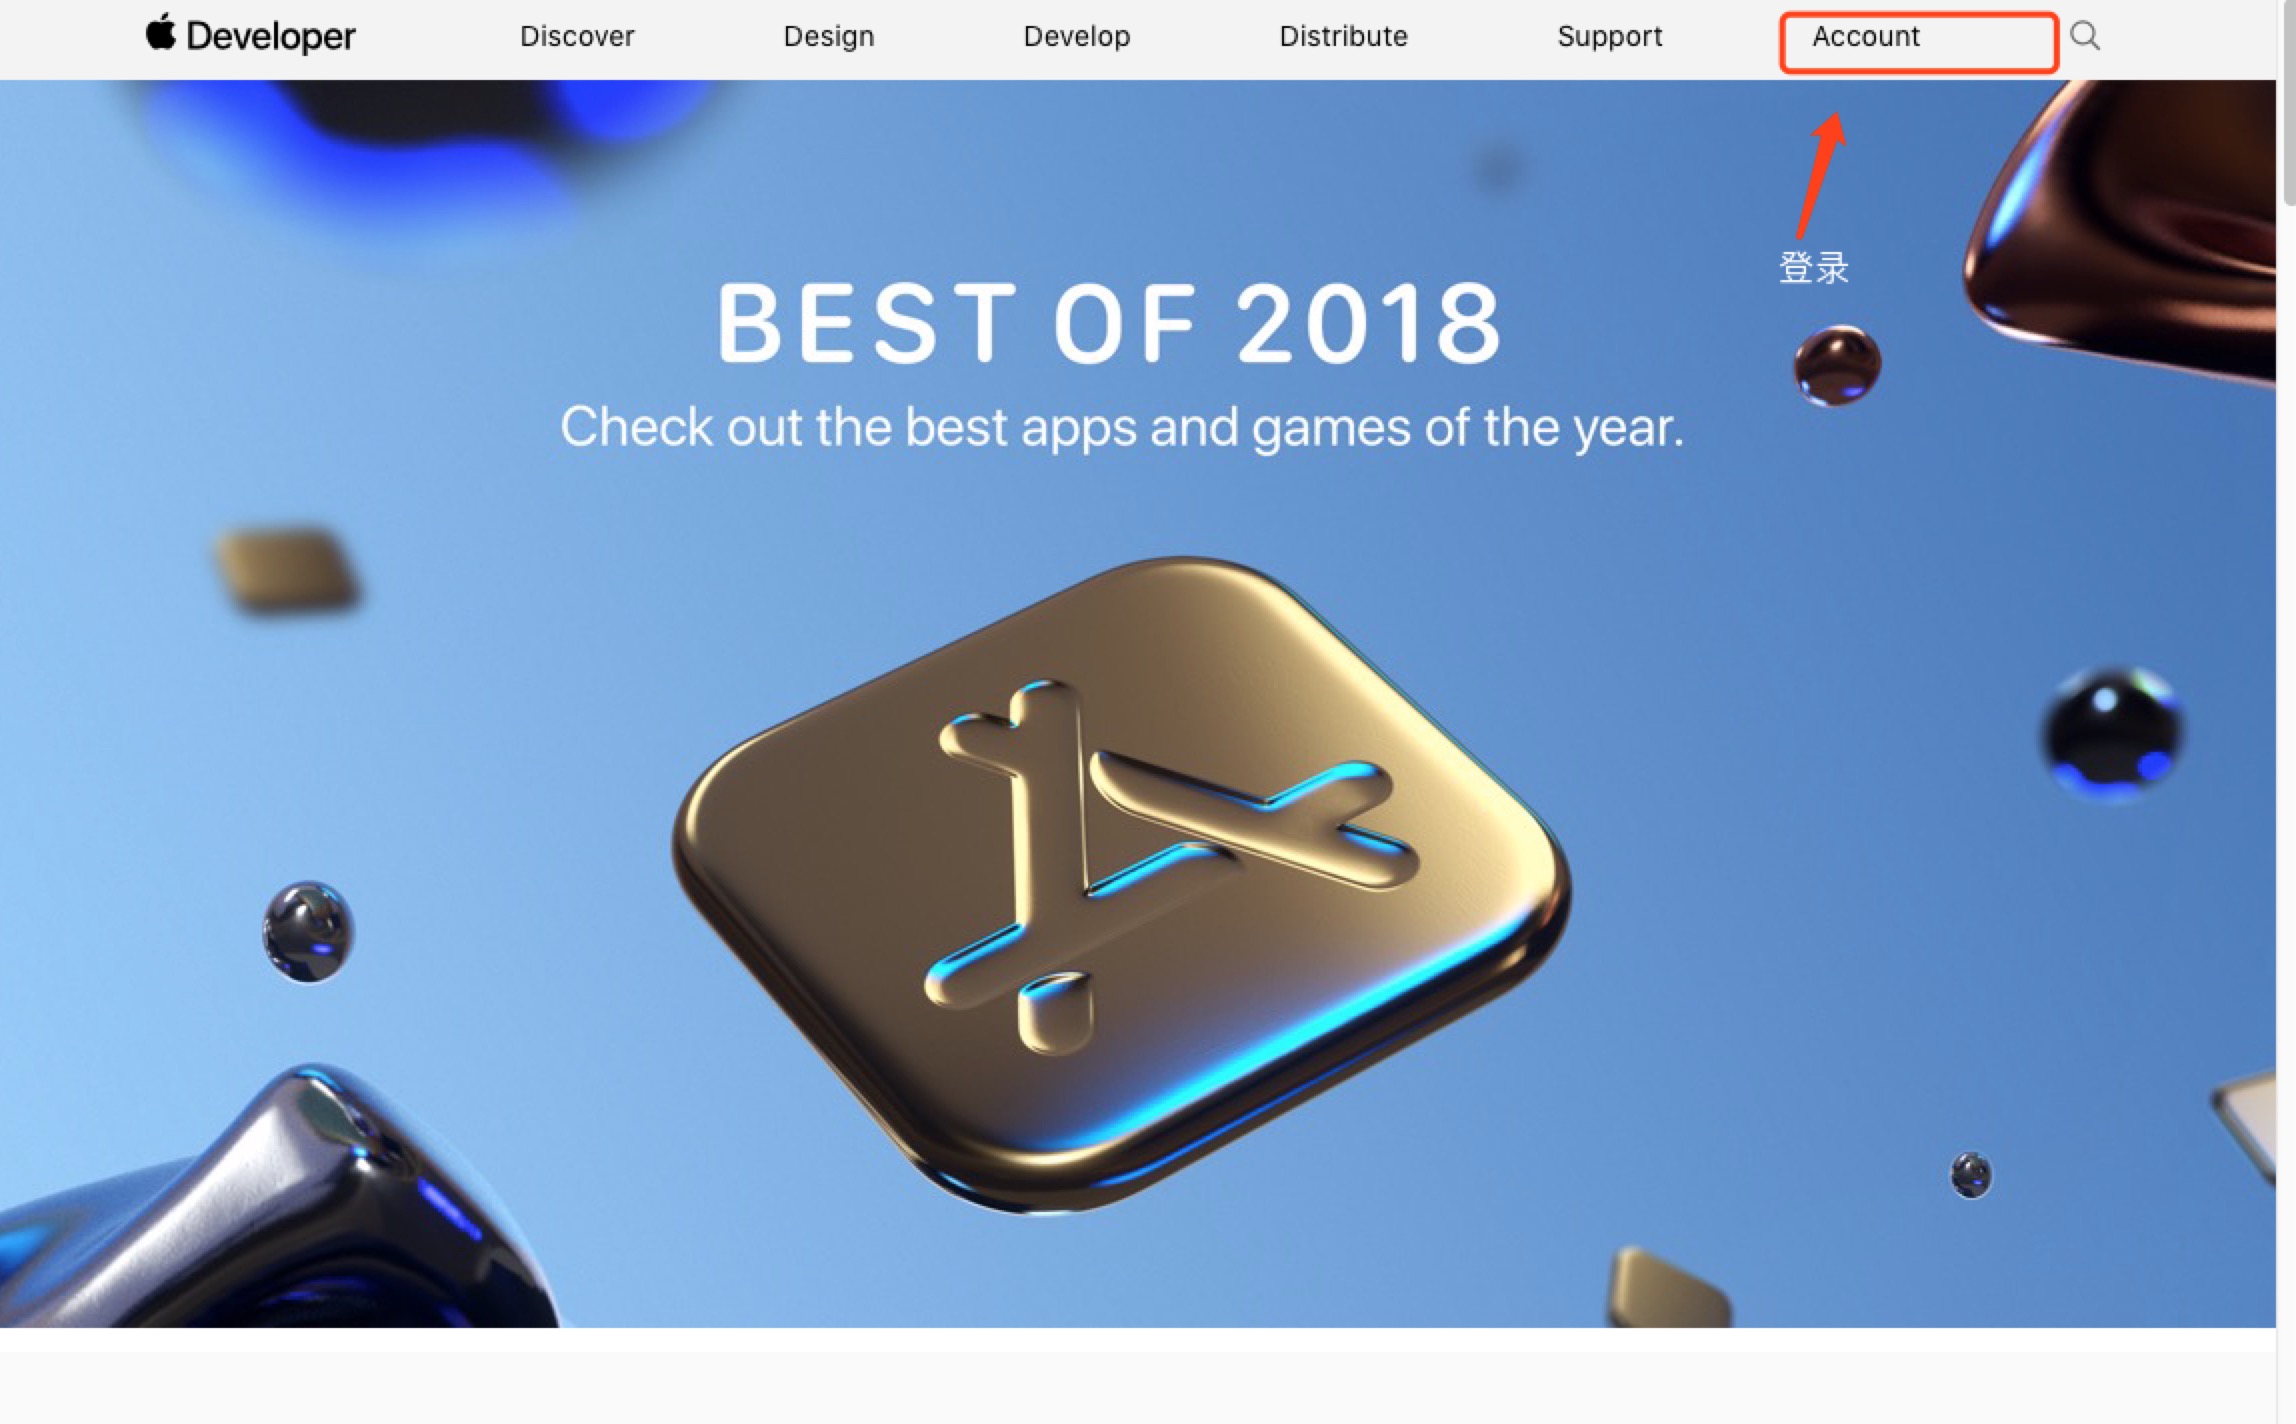 Developer
Discover
Design
Develop
Distribute
Support
Account
登录
BEST OF 2018
Check out the best apps and games of the year.